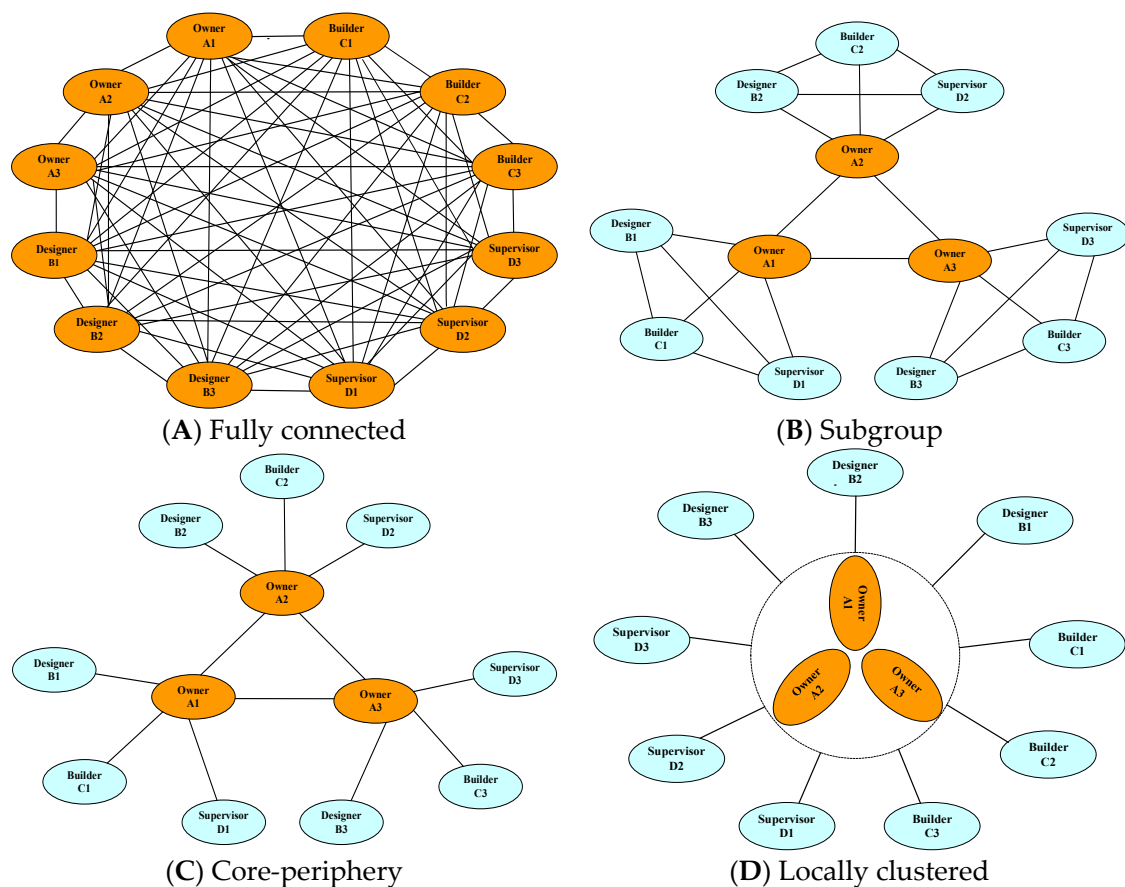 Owner
A1
Builder
C1
Owner
A2
Builder
C2
Owner
A3
Builder
C3
Designer
B1
Supervisor
D3
Designer
B2
Supervisor
D2
Designer
B3
Supervisor
D1
(A) Fully connected
Builder
C2
Designer
B2
Supervisor
D2
Owner
A2
Designer
B1
Supervisor
D3
Owner
A1
Owner
A3
Builder
C1
Builder
C3
Supervisor
D1
Designer
B3
(B) Subgroup
Builder
C2
Designer
B2
Supervisor
D2
Owner
A2
Designer
B1
Supervisor
D3
Owner
A1
Owner
A3
Builder
C1
Builder
C3
Supervisor
D1
Designer
B3
(C) Core-periphery
Designer
B2
Designer
B3
Designer
B1
Owner
A1
Supervisor
D3
Builder
C1
Owner
A2
Owner
A3
Supervisor
D2
Builder
C2
Supervisor
D1
Builder
C3
(D) Locally clustered